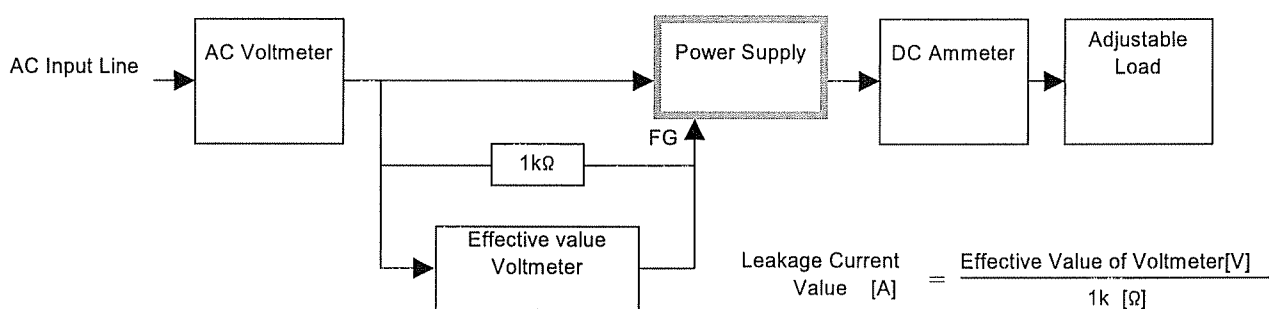 AC Input Line
AC Voltmeter
Power Supply
DC Ammeter
Adjustable
Load
FG
1kΩ
Effective value
Voltmeter
Leakage Current
Value [A]
=
Effective Value of Voltmeter[V]
1k [Ω]